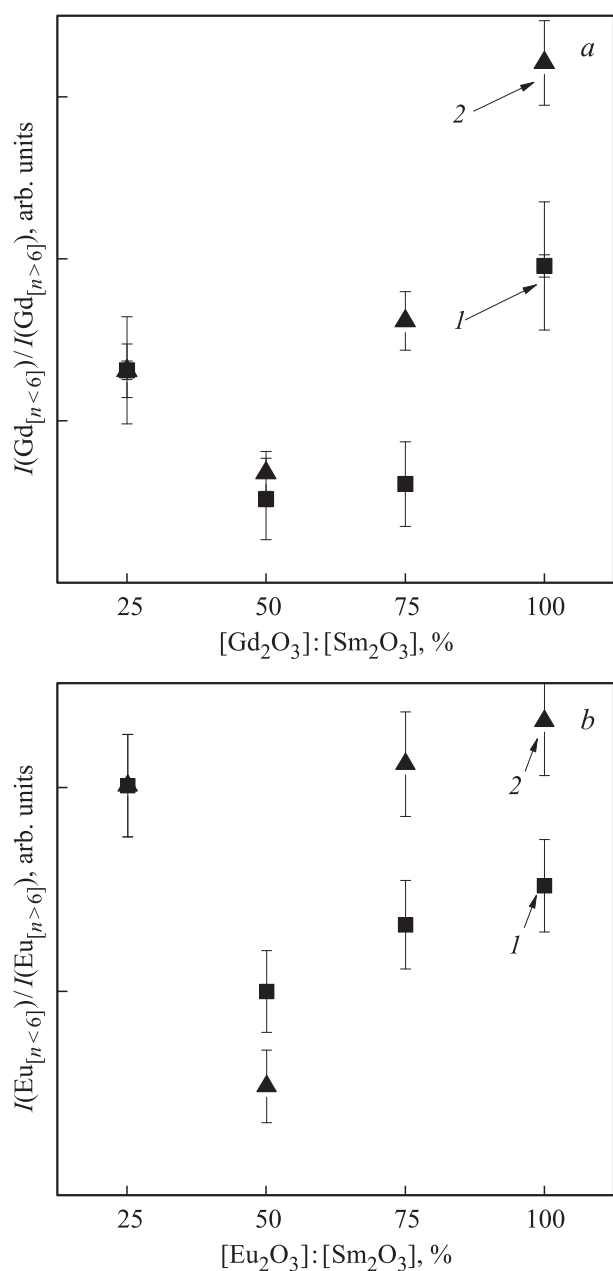 a
2
1
I(Gd[n<6])/I(Gd[n>6]), arb. units
25 50 75 100
[Gd2O3]:[Sm2O3], %
b
2
1
I(Eu[n<6])/I(Eu[n>6]), arb. units
25 50 75 100
[Eu2O3]:[Sm2O3], %